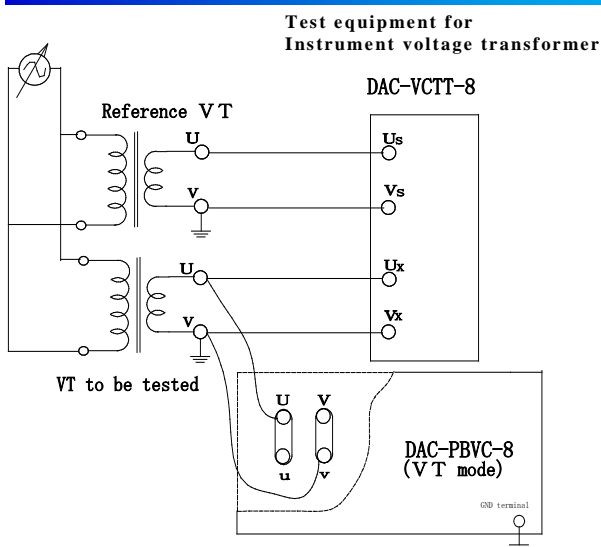 Test equipment for
Instrument voltage transformer
DAC-VCTT-8
Reference VT
U
Us
V
Vs
U
Ux
V
Vx
VT to be tested
U V
u v
DAC-PBVC-8
(VT mode)
GND terminal